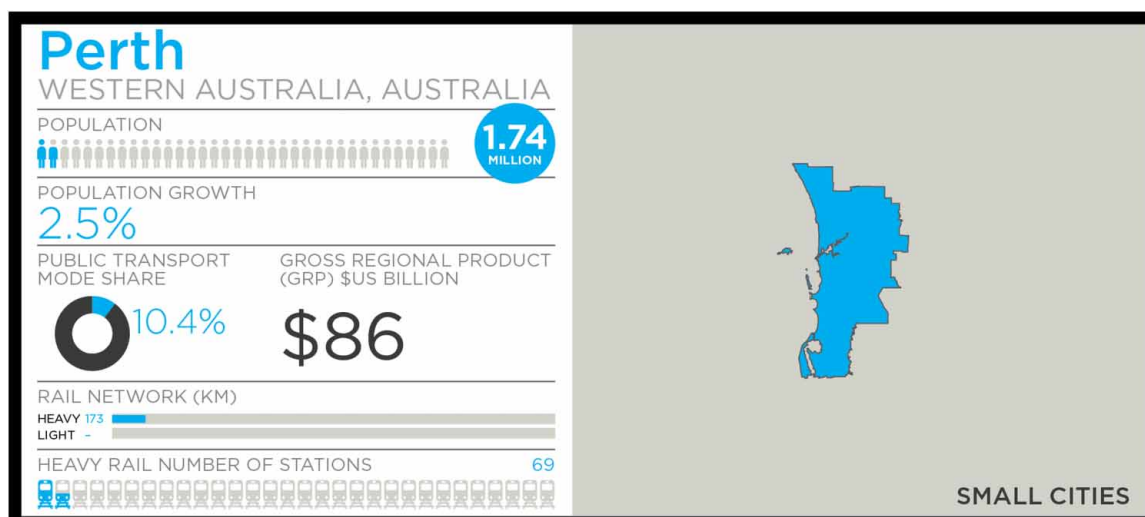 Perth
WESTERN AUSTRALIA, AUSTRALIA
POPULATION
1.74
MILLION
POPULATION GROWTH
2.5%
PUBLIC TRANSPORT
MODE SHARE
10.4%
GROSS REGIONAL PRODUCT
(GRP) $US BILLION
$86
RAIL NETWORK (KM)
HEAVY 173
LIGHT -
HEAVY RAIL NUMBER OF STATIONS 69
SMALL CITIES